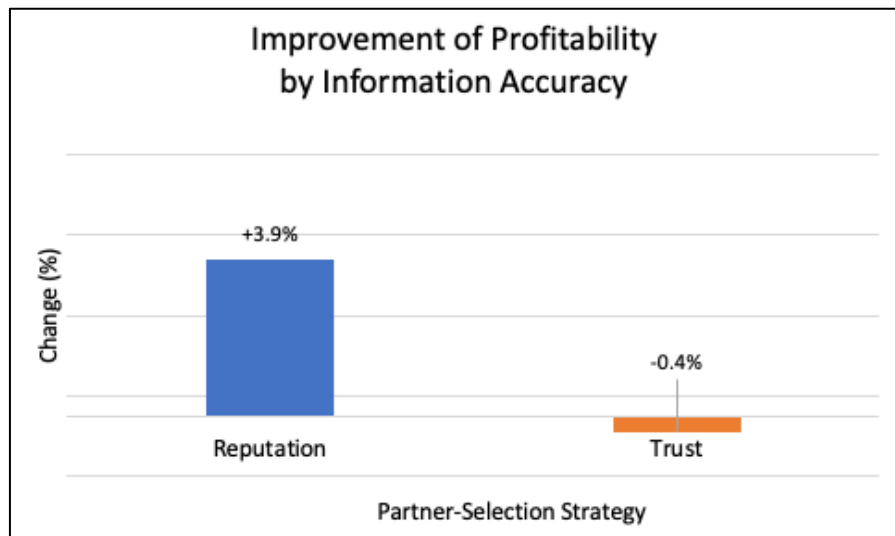 Improvement of Profitability
by Information Accuracy
Change (%)
+3.9%
-0.4%
Reputation
Trust
Partner-Selection Strategy